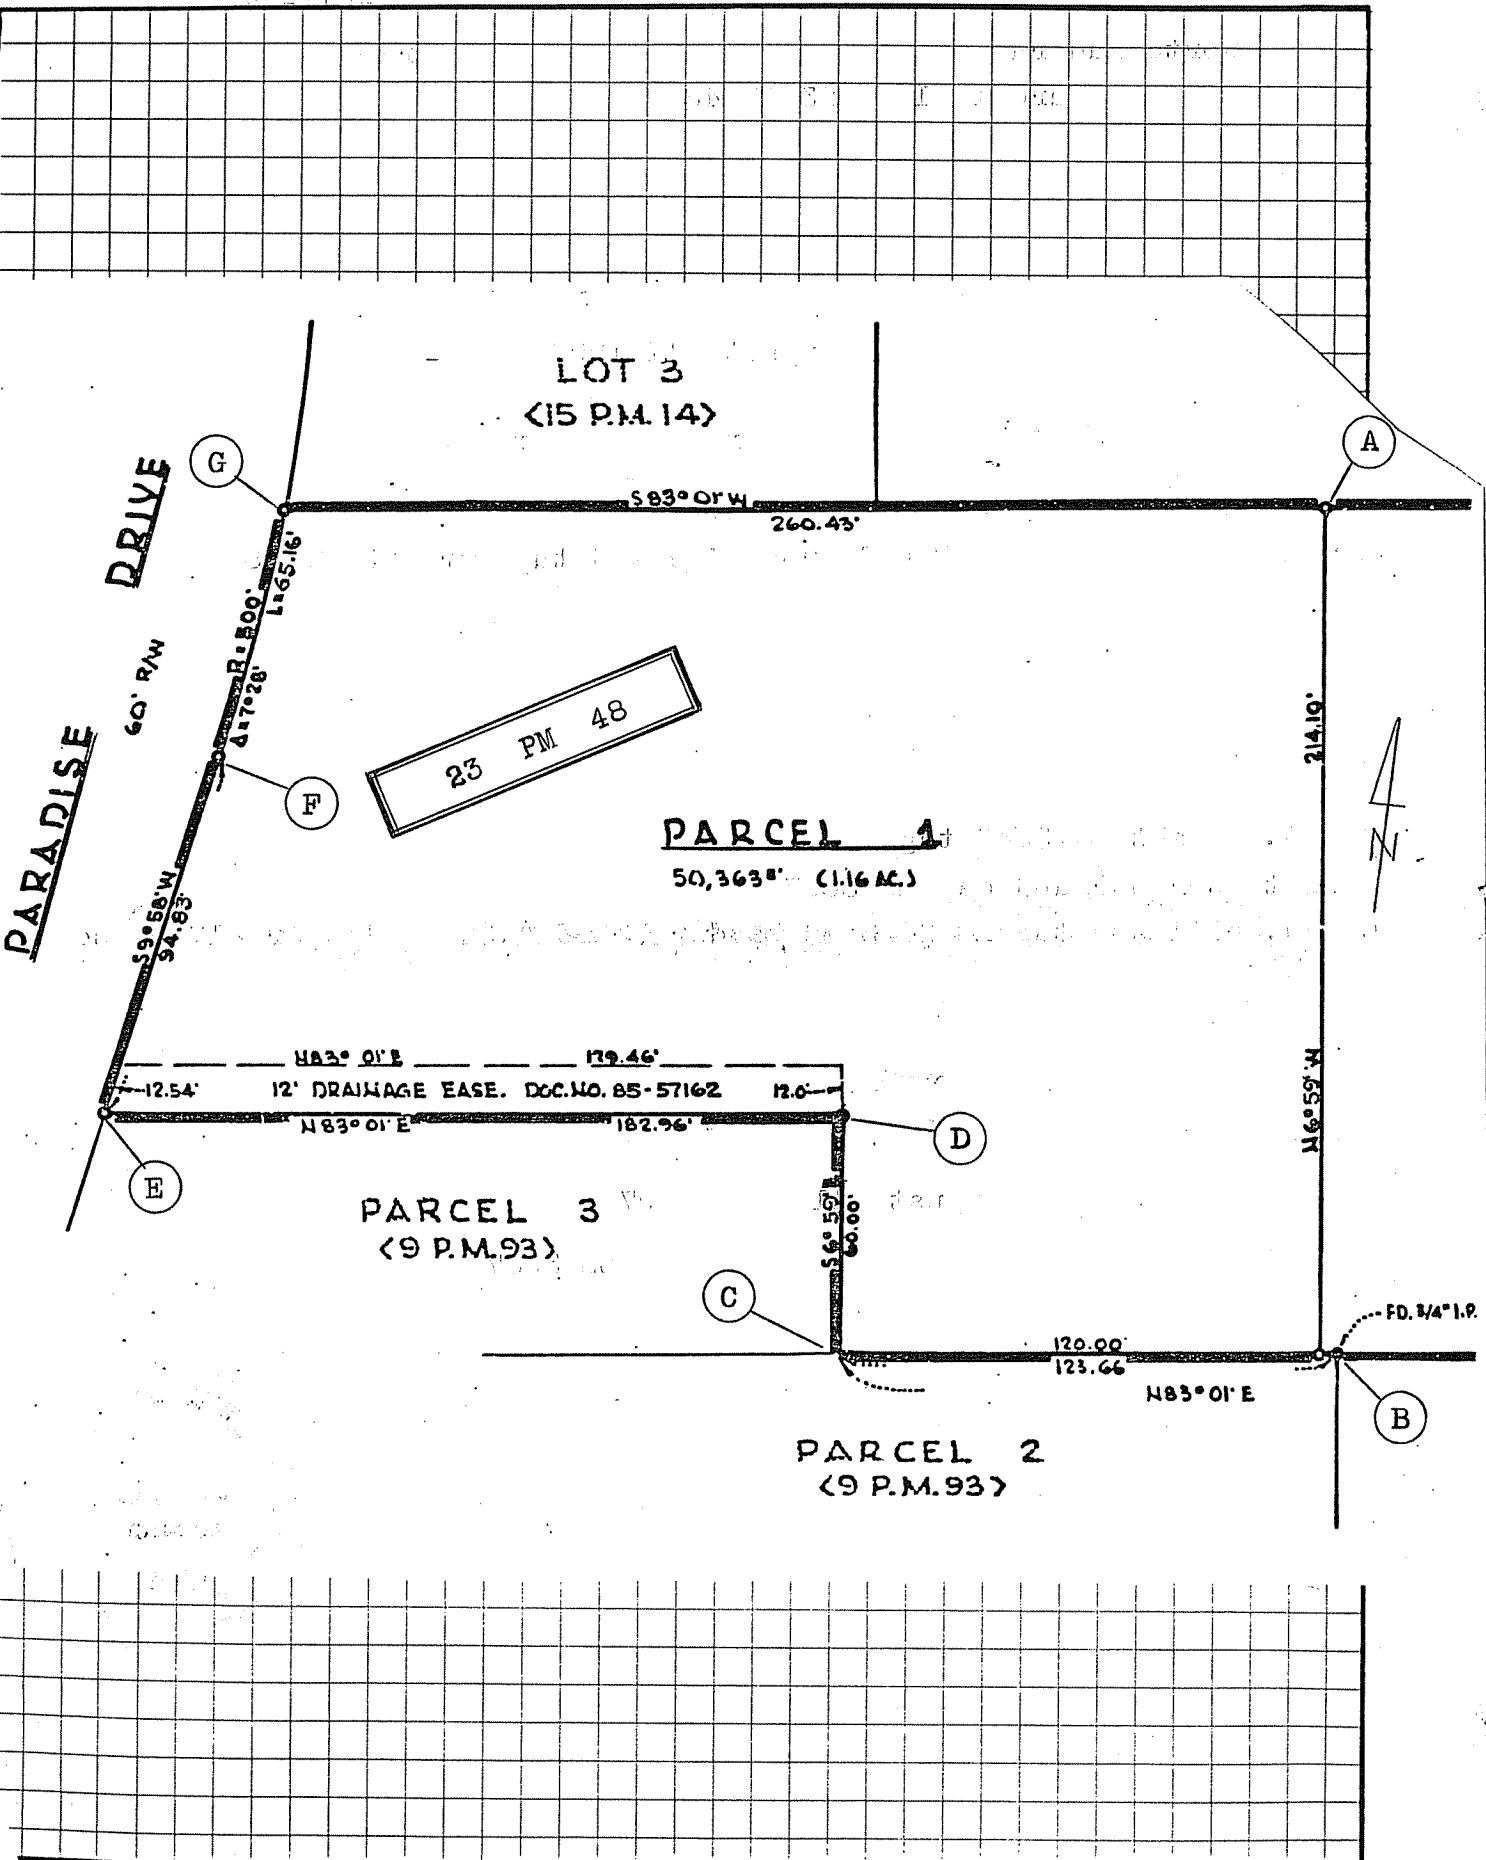 LOT 3
<15 P.M. 14>
A
G
S83°01'W
260.43'
DRIVE
L=65.16'
R=500'
Δ=7°28'
60' R/W
214.10'
23 PM 48
F
PARADISE
PARCEL 1
50,363 (1.16 AC.)
N
S9°58'W
94.83'
N83°01'E 179.46'
12.54' 12' DRAINAGE EASE. DOC. NO. 85-57162 12.0'
N83°01'E 182.96'
N6°59'W
D
E
PARCEL 3
<9 P.M. 93>
S6°59'E
60.00'
C
FD. 3/4" I.P.
120.00'
123.66
N83°01'E
B
PARCEL 2
<9 P.M. 93>